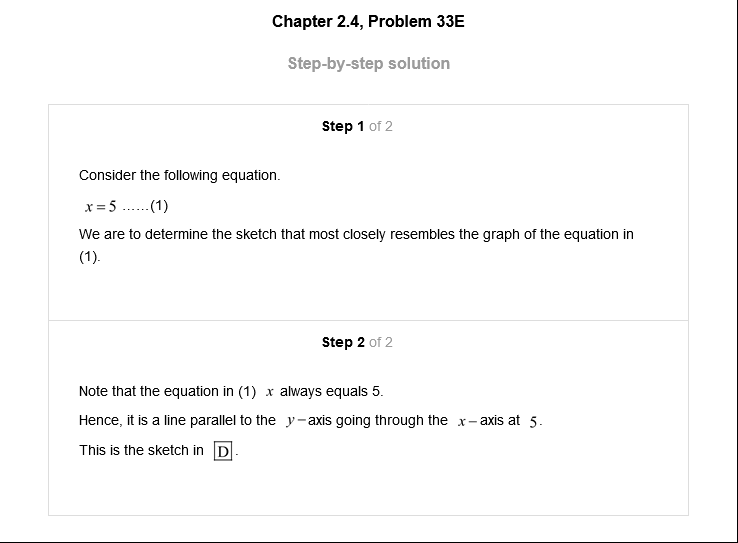 Chapter 2.4, Problem 33E
Step-by-step solution
Step 1 of 2
Consider the following equation.
x = 5 ......(1)
We are to determine the sketch that most closely resembles the graph of the equation in
(1).
Step 2 of 2
Note that the equation in (1) x always equals 5.
Hence, it is a line parallel to the y−axis going through the x−axis at 5.
This is the sketch in D.